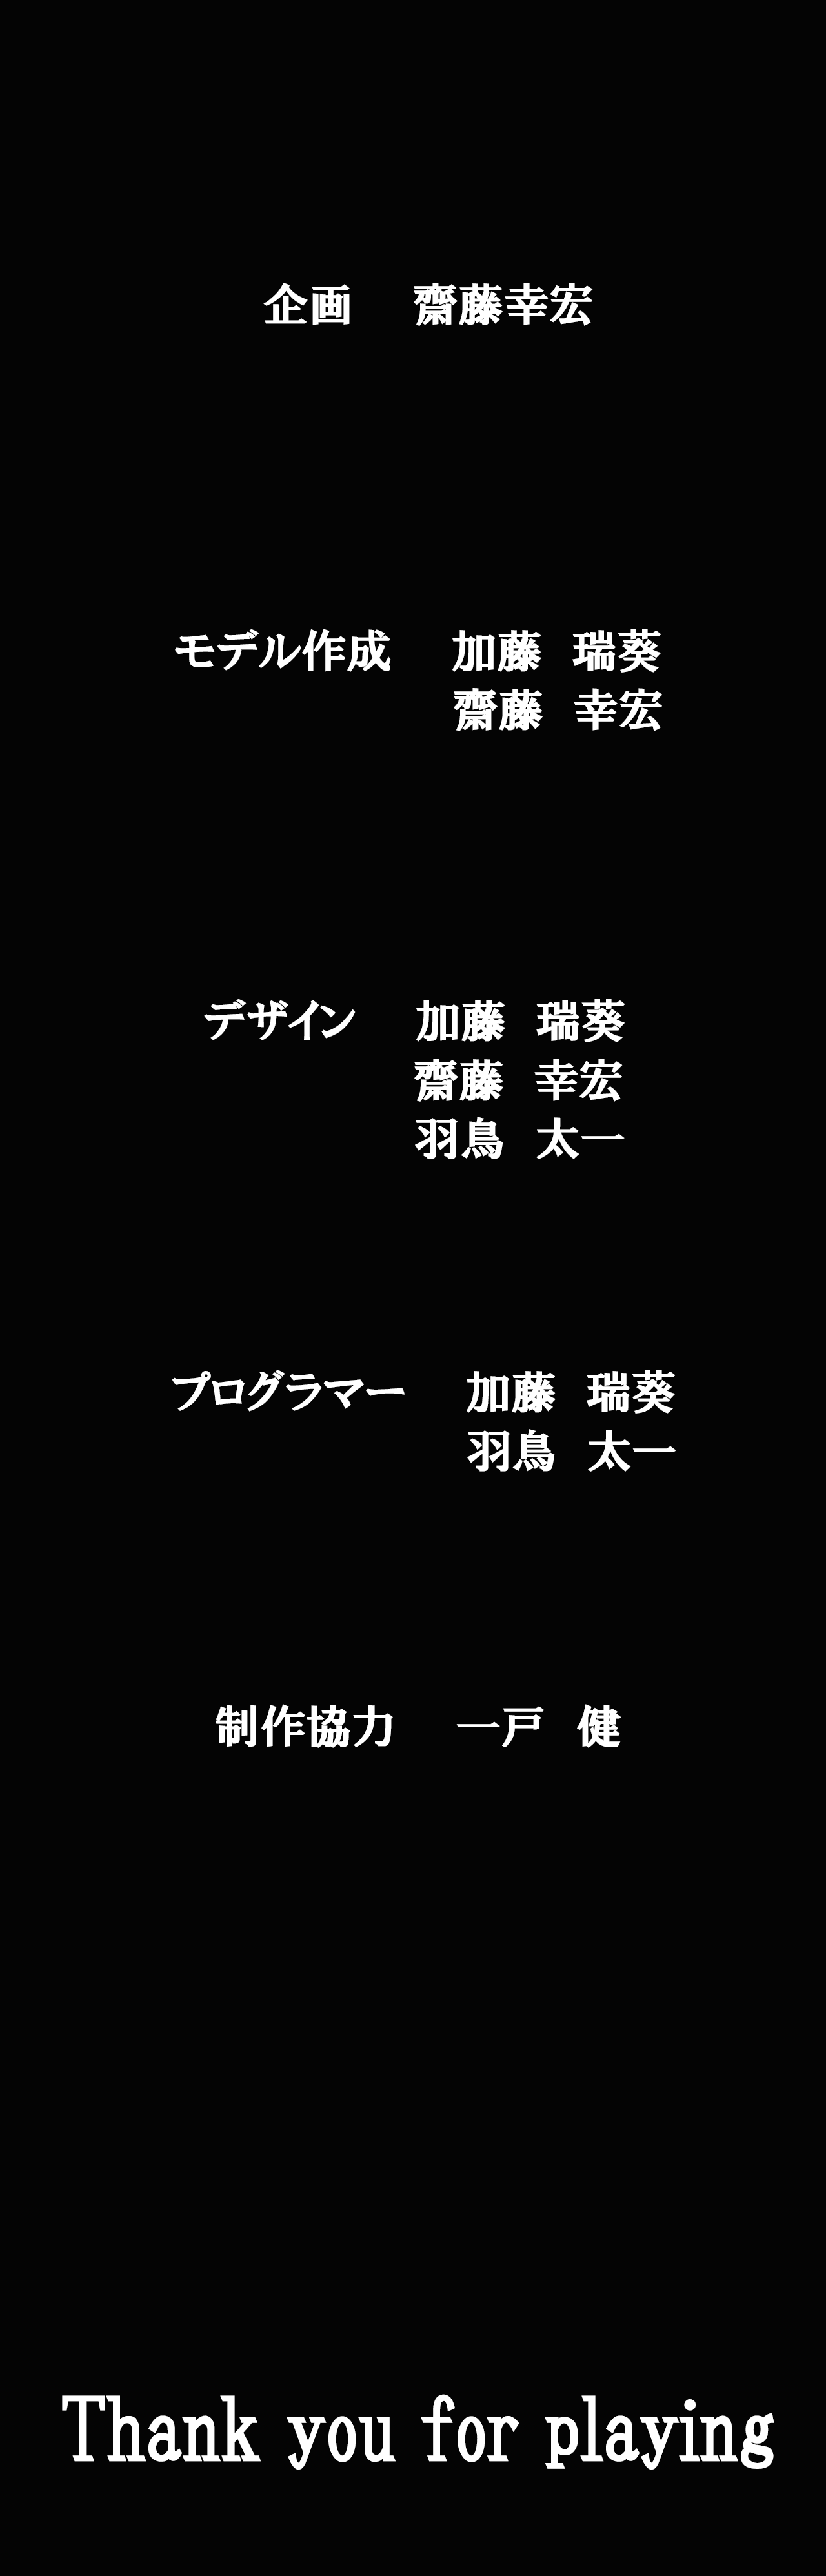 企画　齋藤幸宏
モデル作成　加藤　瑞葵
齋藤　幸宏
デザイン　加藤　瑞葵
齋藤　幸宏
羽鳥　太一
プログラマー　加藤　瑞葵
羽鳥　太一
制作協力　一戸　健
Thank you for playing